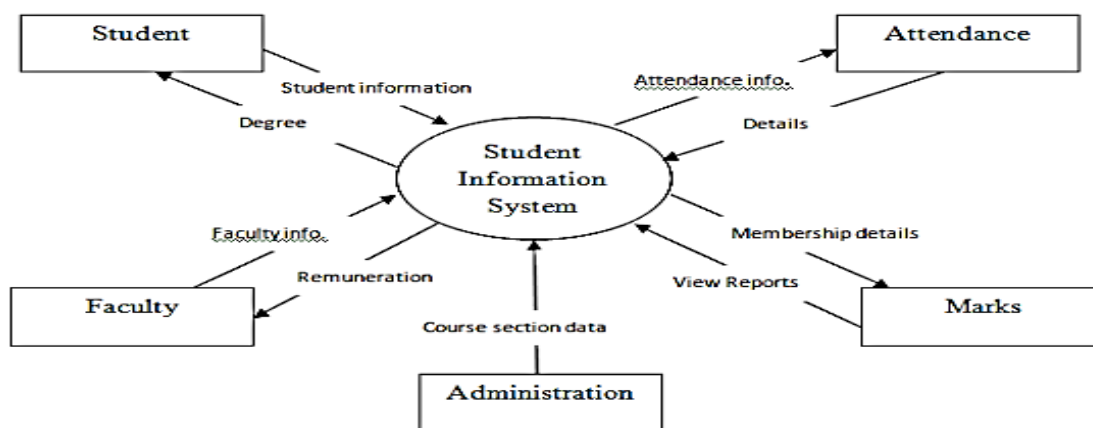 Student
Attendance
Student information
Attendance info.
Degree
Details
Student
Information
System
Faculty info.
Membership details
Remuneration
View Reports
Faculty
Marks
Course section data
Administration